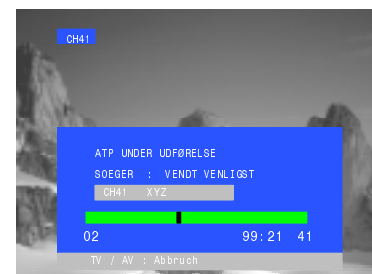 CH41
ATP UNDER UDFØRELSE
SOEGER : VENDT VENLIGST
CH41 XYZ
02 99:21 41
TV / AV : Abbruch